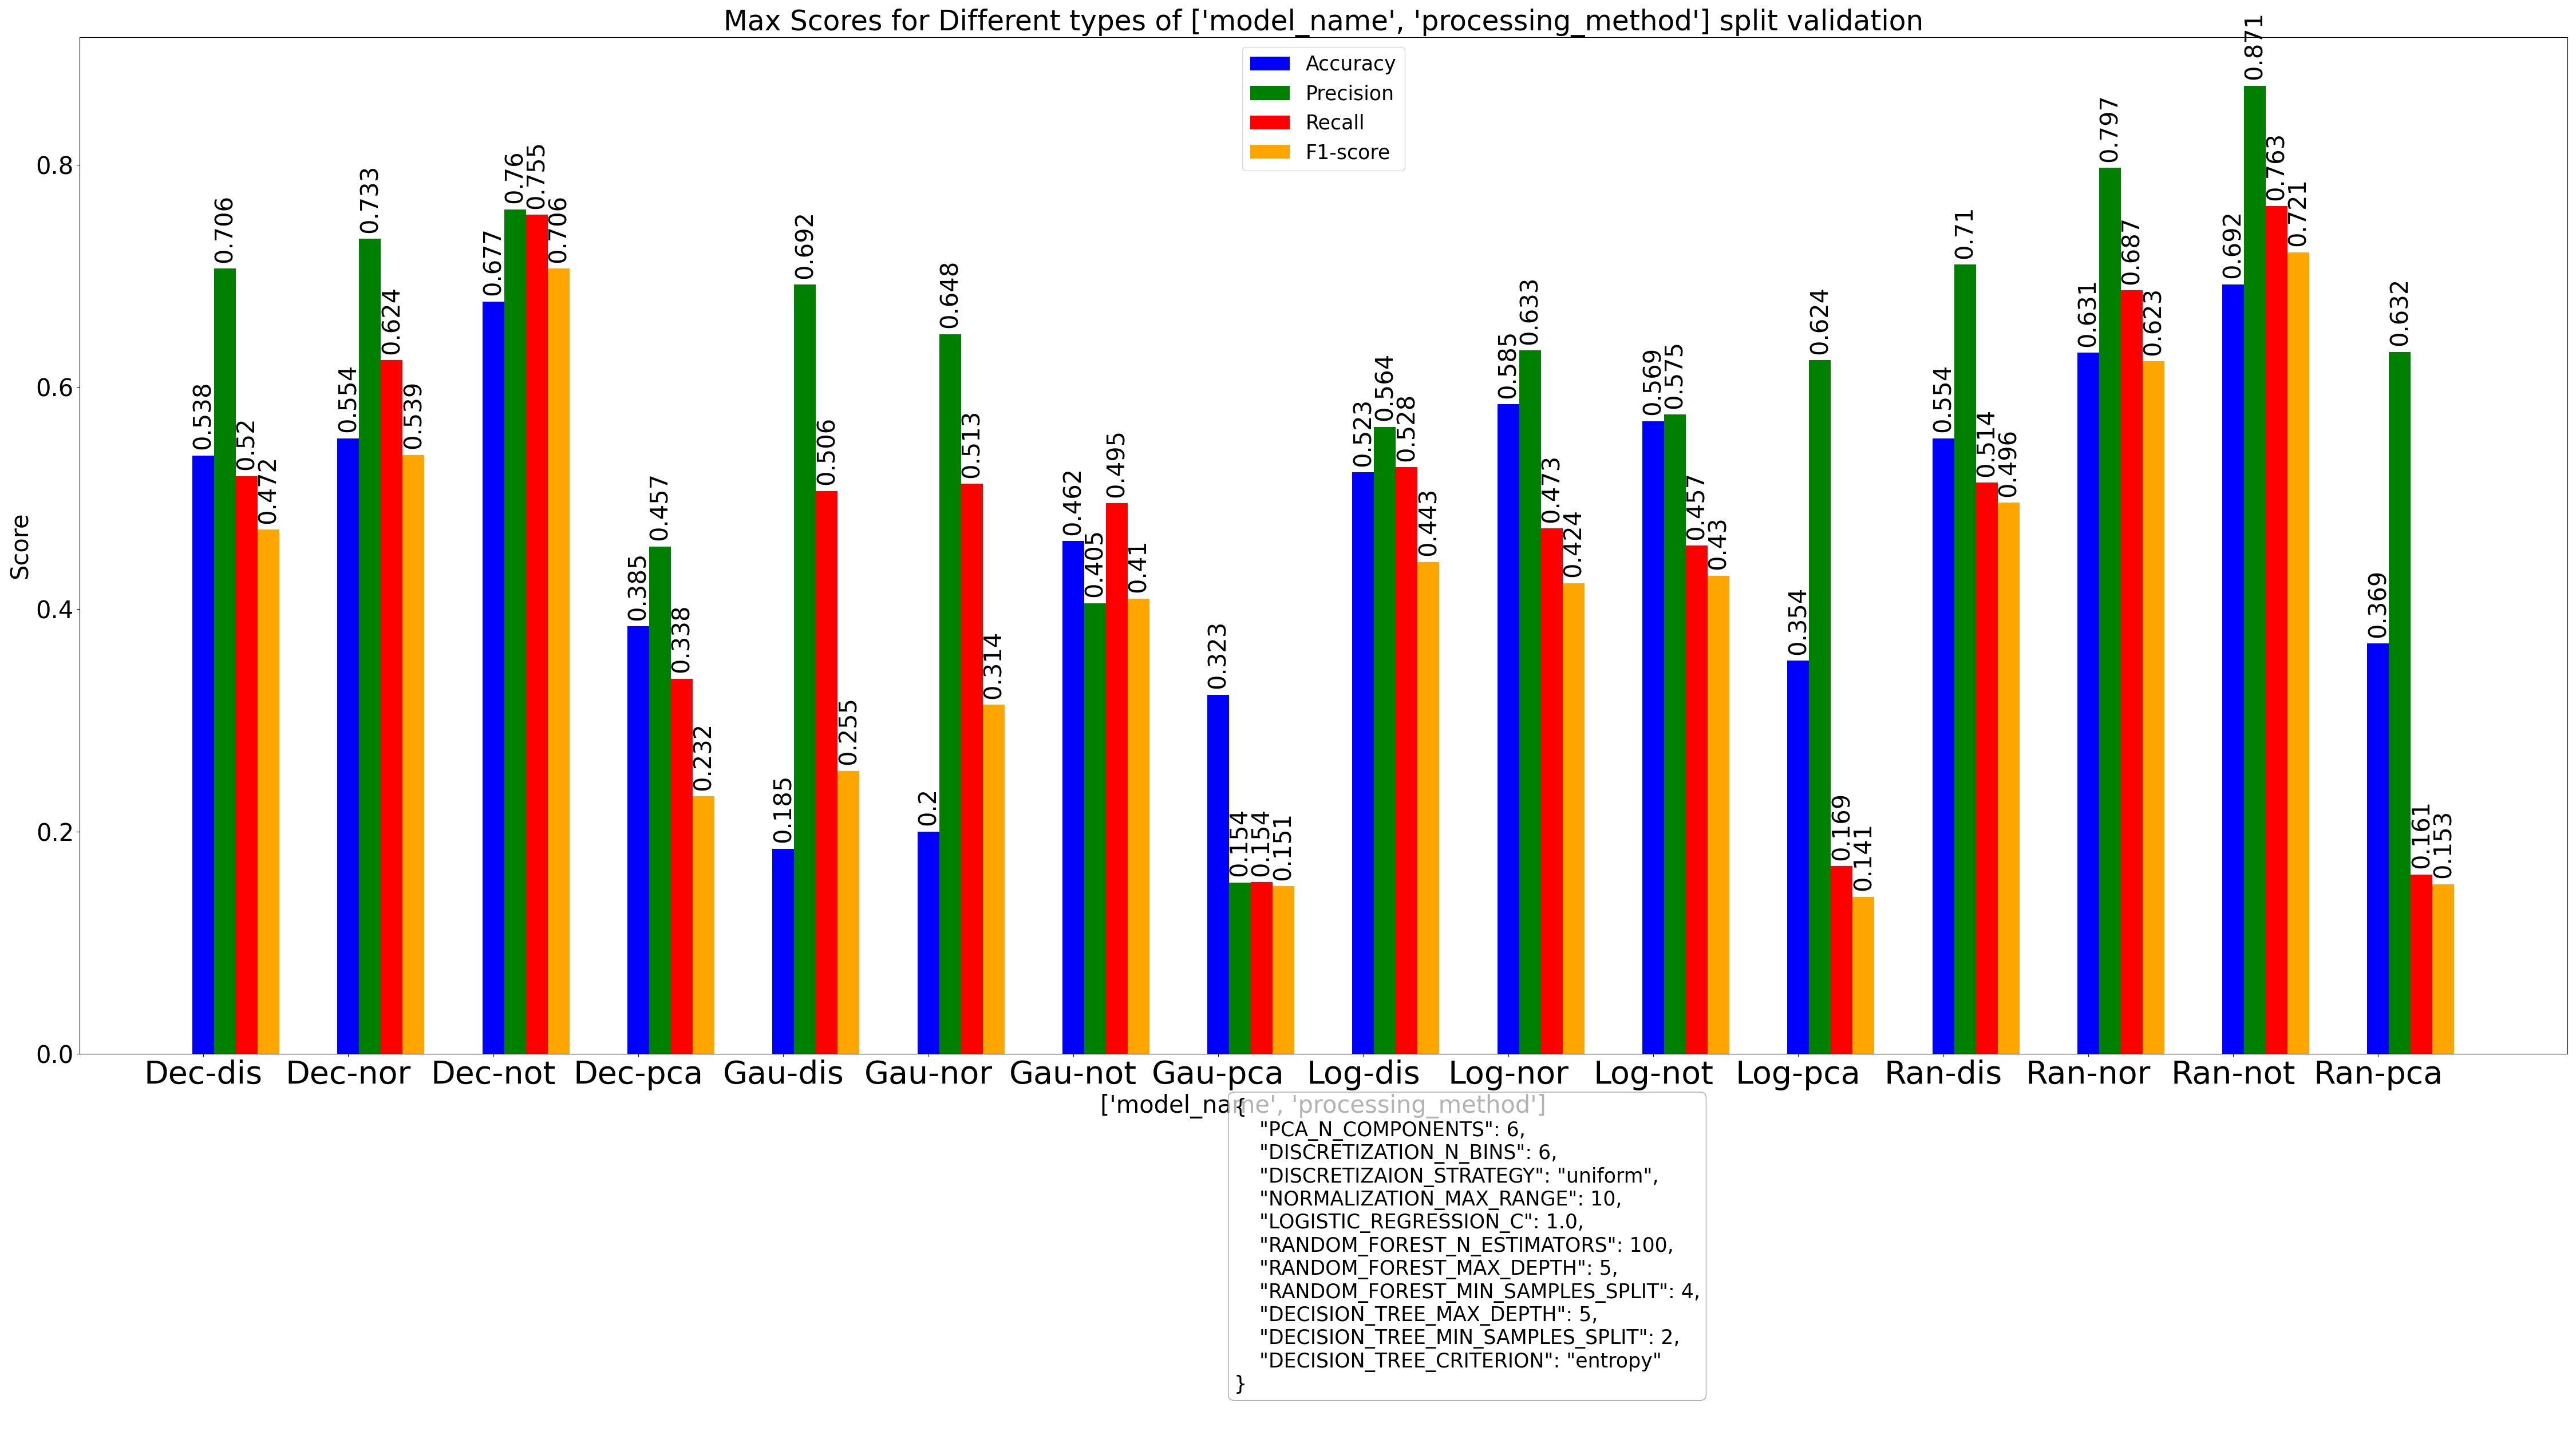 Max Scores for Different types of ['model_name', 'processing_method'] split validation
Accuracy
Precision
Recall
F1-score
Score
0.8
0.6
0.4
0.2
0.0
0.538 0.706 0.52 0.472
0.554 0.733 0.624 0.539
0.677 0.76 0.755 0.706
0.385 0.457 0.338 0.232
0.185 0.692 0.506 0.255
0.2 0.648 0.513 0.314
0.462 0.405 0.495 0.41
0.323 0.154 0.154 0.151
0.523 0.564 0.528 0.443
0.585 0.633 0.473 0.424
0.569 0.575 0.457 0.43
0.354 0.624 0.169 0.141
0.554 0.71 0.514 0.496
0.631 0.797 0.687 0.623
0.692 0.871 0.763 0.721
0.369 0.632 0.161 0.153
Dec-dis Dec-nor Dec-not Dec-pca Gau-dis Gau-nor Gau-not Gau-pca Log-dis Log-nor Log-not Log-pca Ran-dis Ran-nor Ran-not Ran-pca
['model_name', 'processing_method']
{
"PCA_N_COMPONENTS": 6,
"DISCRETIZATION_N_BINS": 6,
"DISCRETIZAION_STRATEGY": "uniform",
"NORMALIZATION_MAX_RANGE": 10,
"LOGISTIC_REGRESSION_C": 1.0,
"RANDOM_FOREST_N_ESTIMATORS": 100,
"RANDOM_FOREST_MAX_DEPTH": 5,
"RANDOM_FOREST_MIN_SAMPLES_SPLIT": 4,
"DECISION_TREE_MAX_DEPTH": 5,
"DECISION_TREE_MIN_SAMPLES_SPLIT": 2,
"DECISION_TREE_CRITERION": "entropy"
}